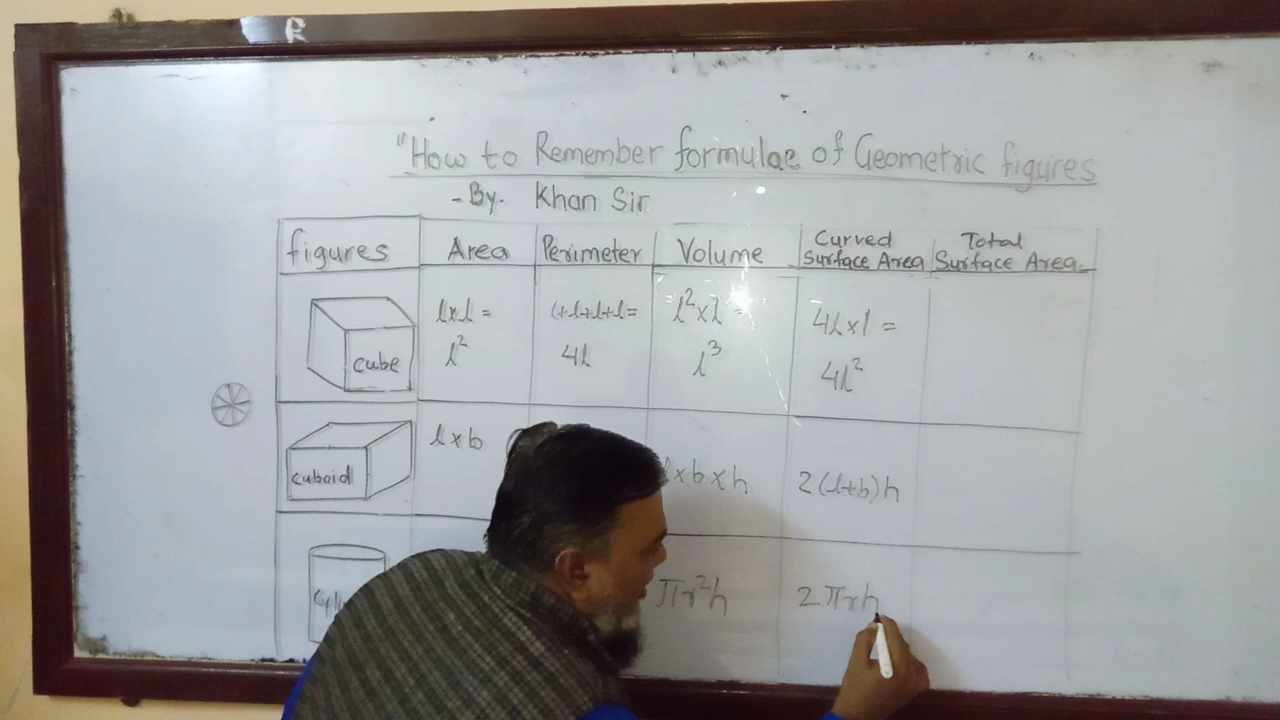 R
"How to Remember formulae of Geometric figures
- By. Khan Sir
figures Area Perimeter Volume Curved Surface Area Total Surface Area.
cube
l×l =
l²
l+l+l+l=
4l
l²×l =
l³
4l×l =
4l²
cuboid
l×b
l×b×h
2(l+b)h
πr²h
2πrh